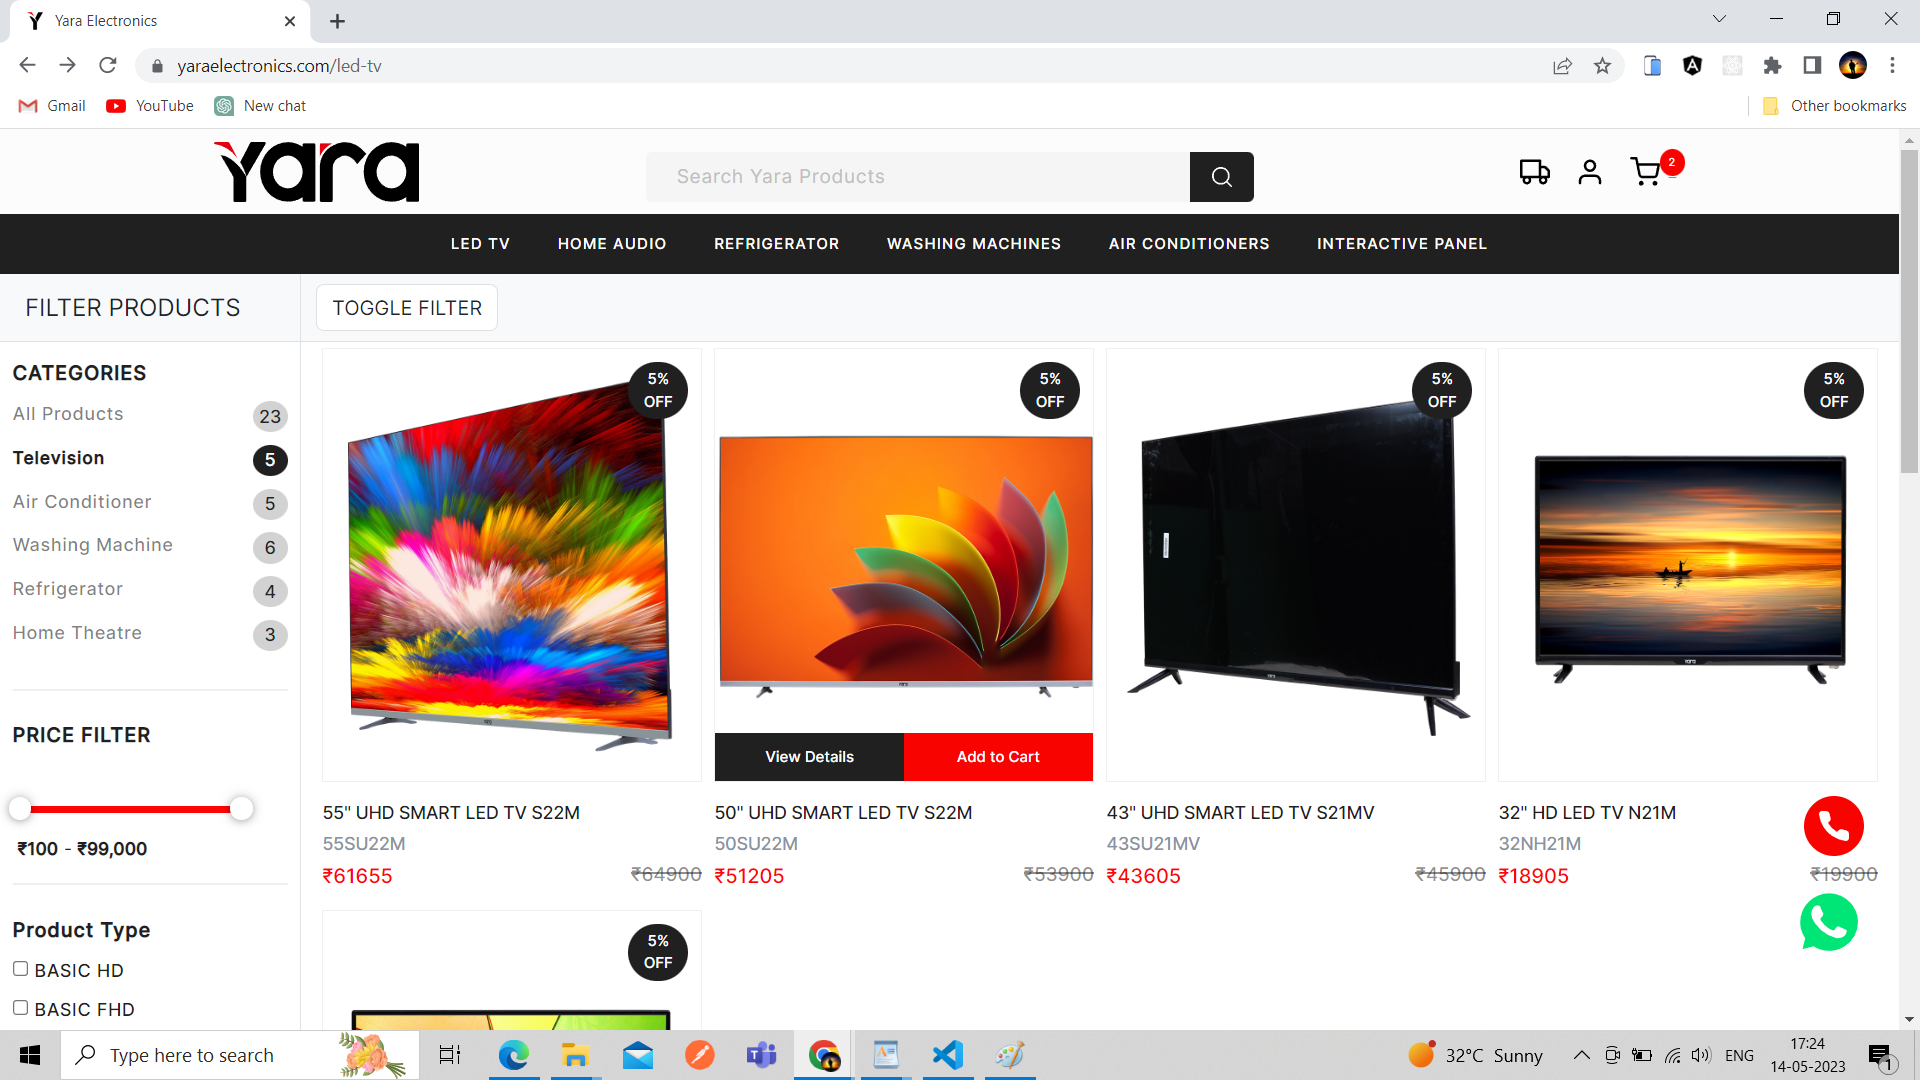 Yara Electronics
yaraelectronics.com/led-tv
Gmail YouTube New chat Other bookmarks
Yara
Search Yara Products
2
LED TV HOME AUDIO REFRIGERATOR WASHING MACHINES AIR CONDITIONERS INTERACTIVE PANEL
FILTER PRODUCTS
TOGGLE FILTER
CATEGORIES
All Products 23
Television 5
Air Conditioner 5
Washing Machine 6
Refrigerator 4
Home Theatre 3
PRICE FILTER
₹100 - ₹99,000
Product Type
BASIC HD
BASIC FHD
5%
OFF
55" UHD SMART LED TV S22M
55SU22M
₹61655 ₹64900
5%
OFF
View Details Add to Cart
50" UHD SMART LED TV S22M
50SU22M
₹51205 ₹53900
5%
OFF
43" UHD SMART LED TV S21MV
43SU21MV
₹43605 ₹45900
5%
OFF
32" HD LED TV N21M
32NH21M
₹18905 ₹19900
5%
OFF
Type here to search
32°C Sunny
ENG
17:24
14-05-2023
1